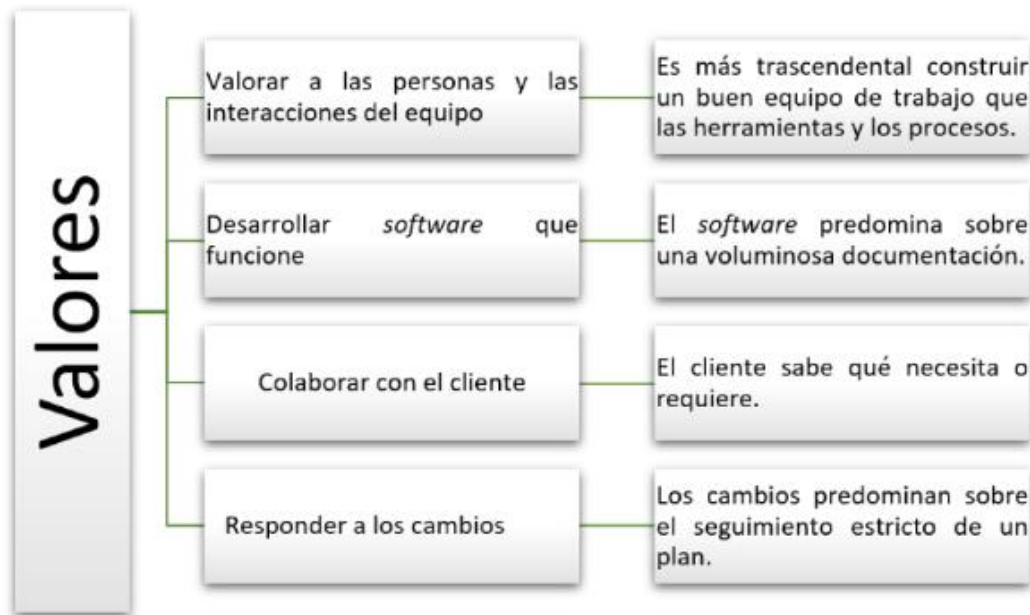 Valores
Valorar a las personas y las
interacciones del equipo
Es más trascendental construir
un buen equipo de trabajo que
las herramientas y los procesos.
Desarrollar software que
funcione
El software predomina sobre
una voluminosa documentación.
Colaborar con el cliente
El cliente sabe qué necesita o
requiere.
Responder a los cambios
Los cambios predominan sobre
el seguimiento estricto de un
plan.